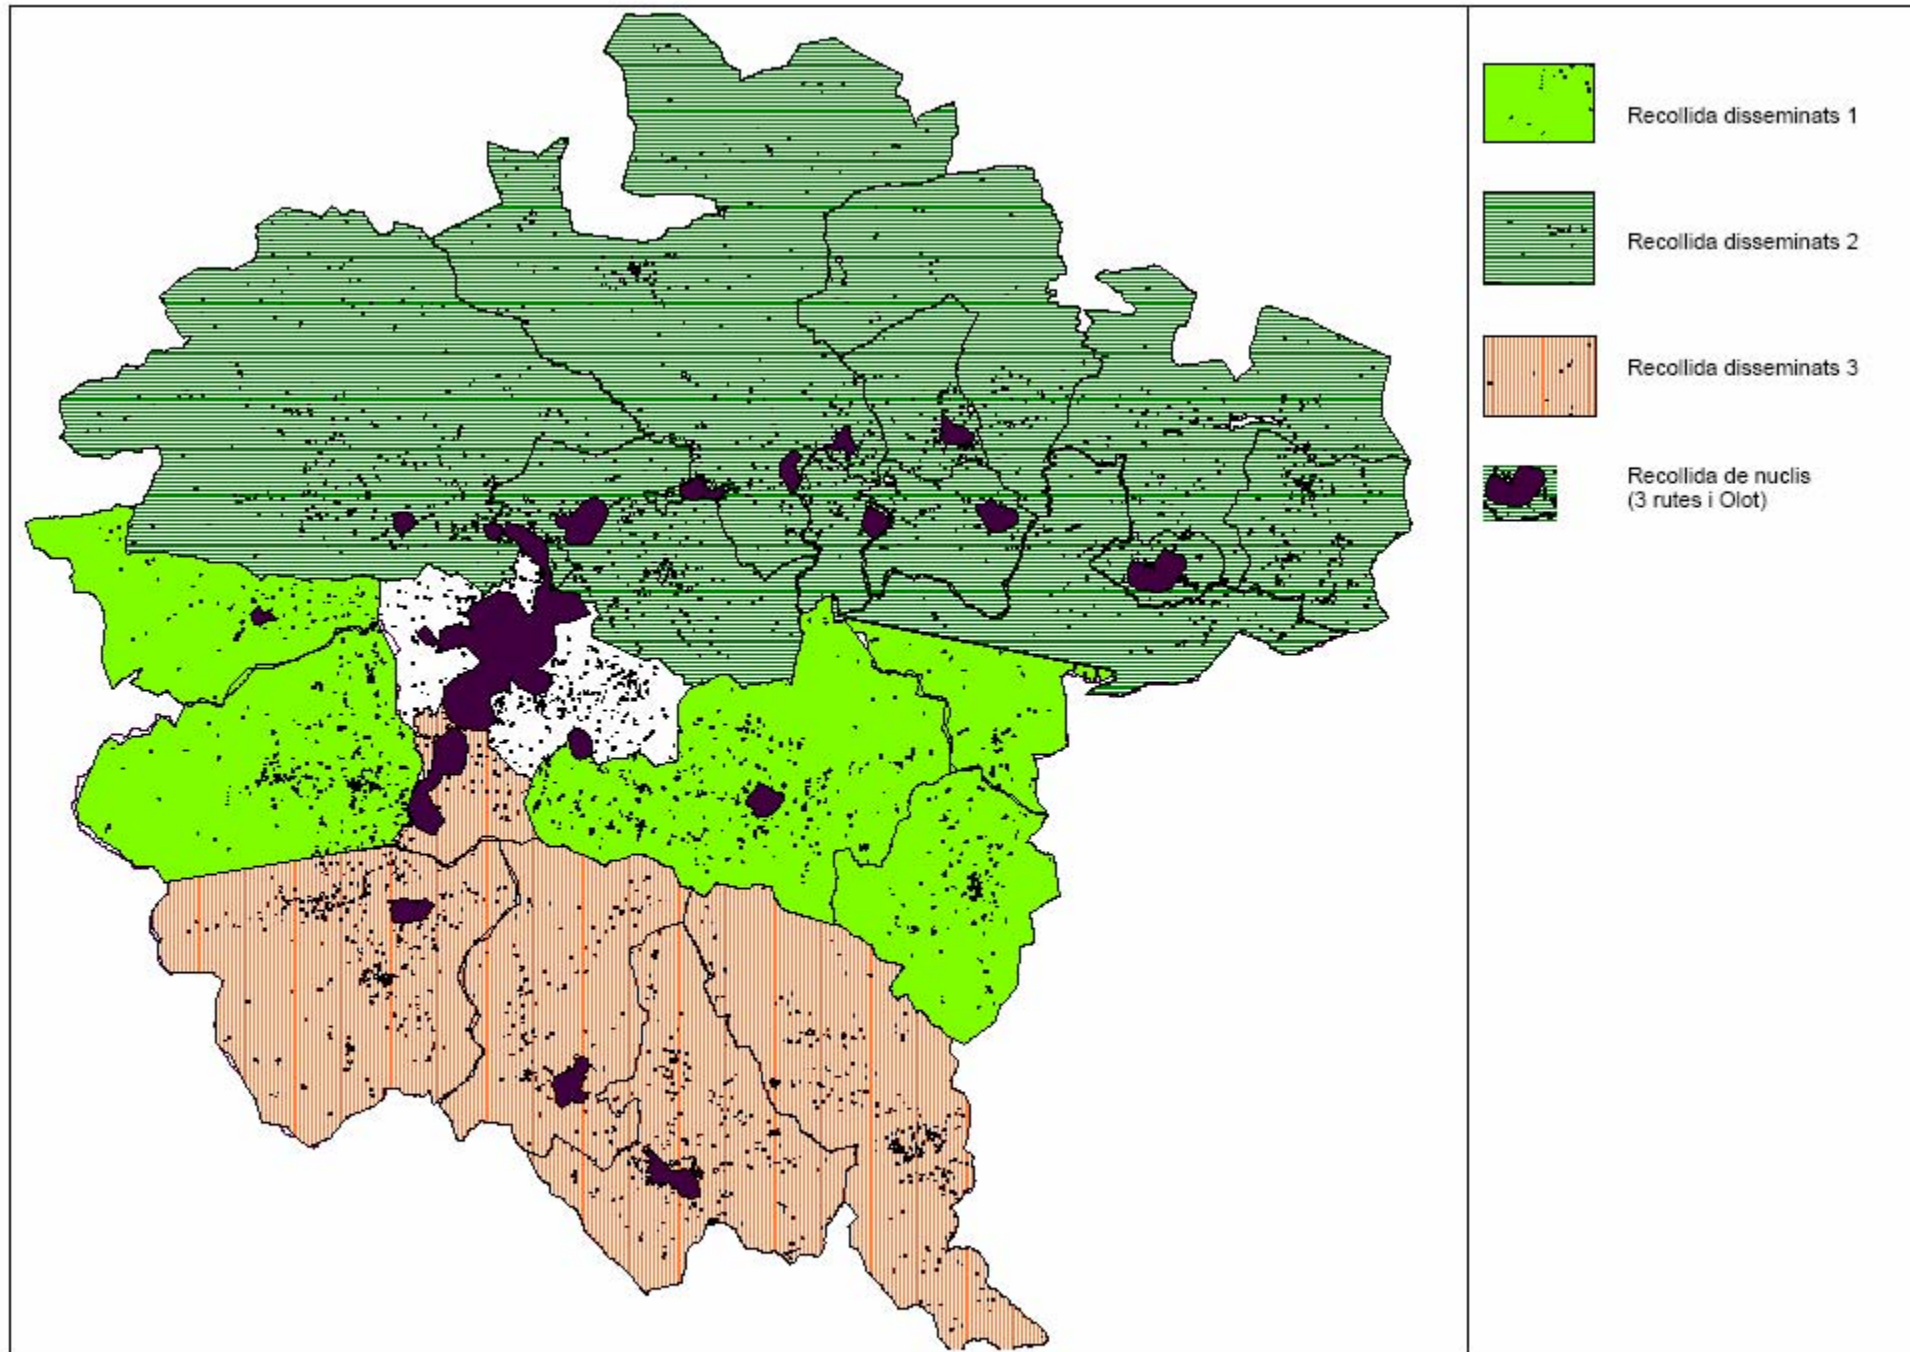 Recollida disseminats 1
Recollida disseminats 2
Recollida disseminats 3
Recollida de nuclis
(3 rutes i Olot)